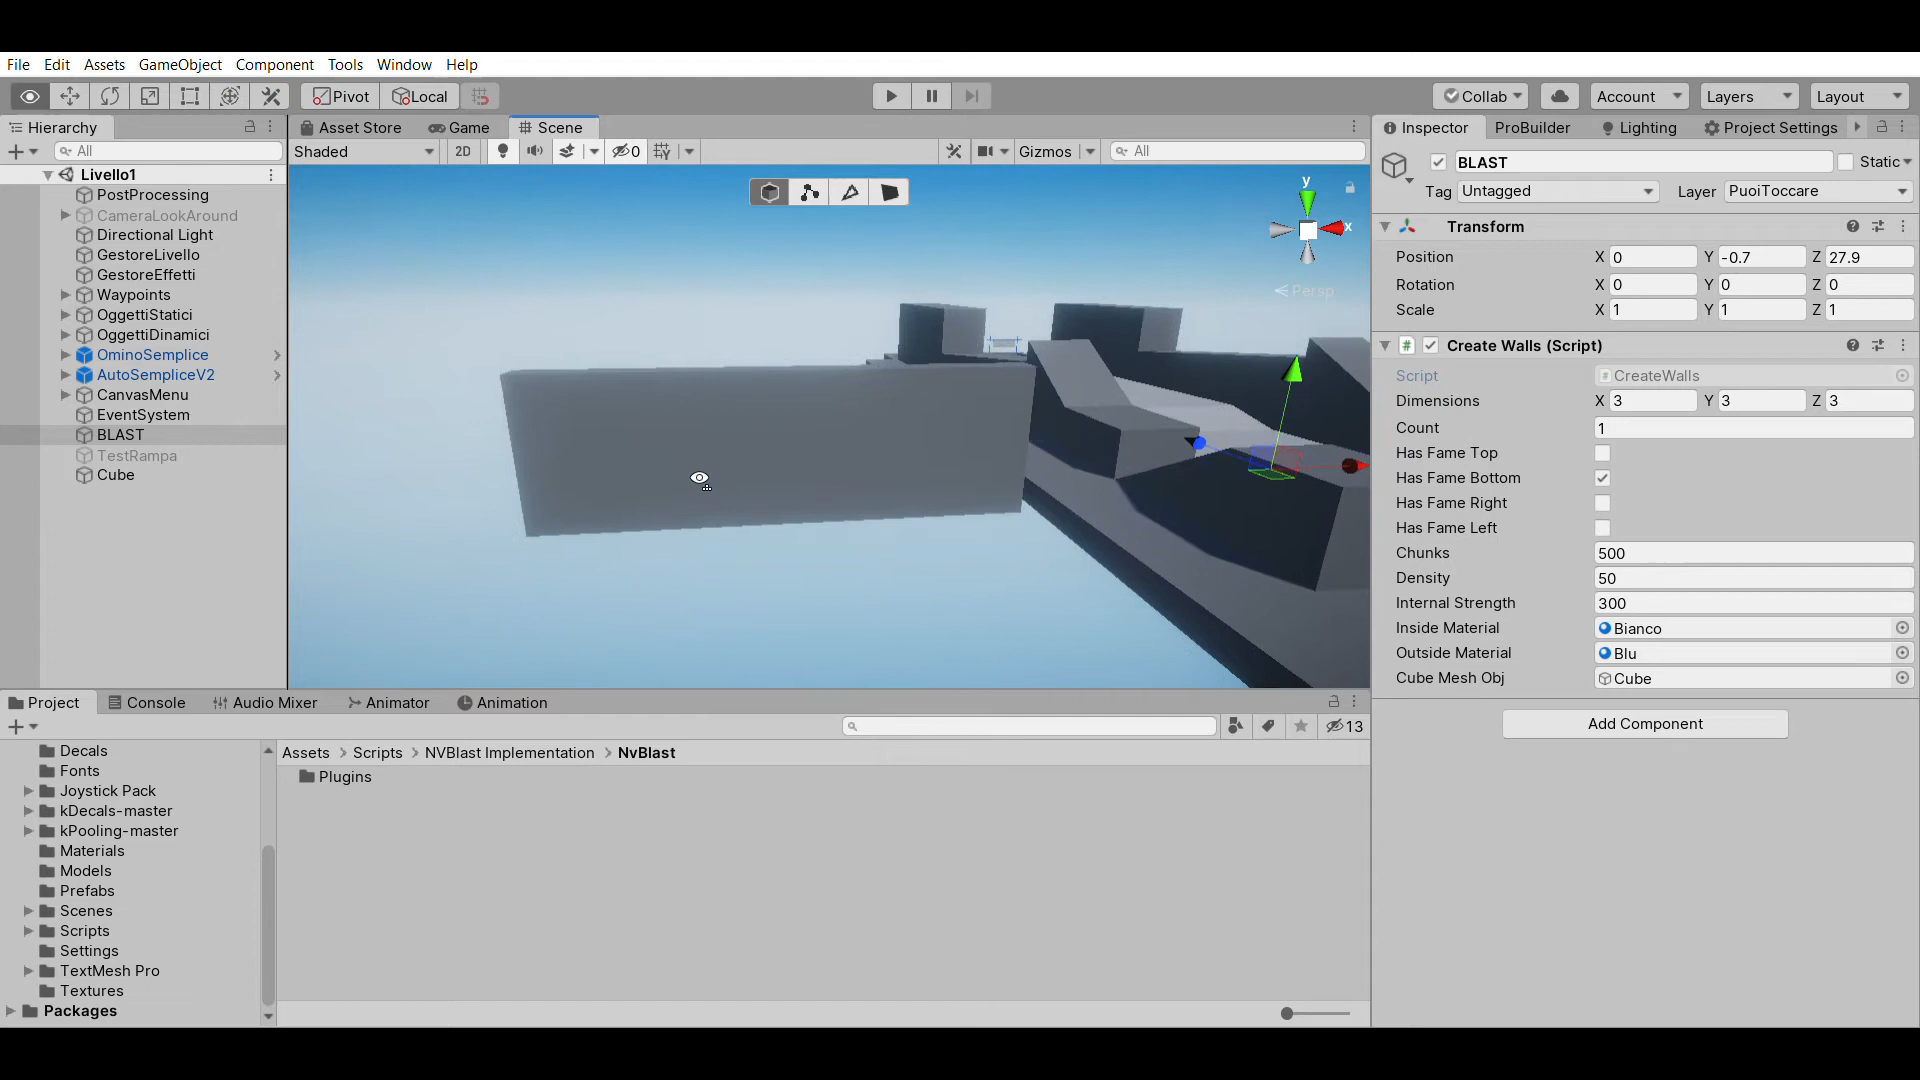 File Edit Assets GameObject Component Tools Window Help
Pivot Local Collab Account Layers Layout
Hierarchy
All
Livello1
PostProcessing
CameraLookAround
Directional Light
GestoreLivello
GestoreEffetti
Waypoints
OggettiStatici
OggettiDinamici
OminoSemplice
AutoSempliceV2
CanvasMenu
EventSystem
BLAST
TestRampa
Cube
Asset Store Game Scene
Shaded 2D 0 Gizmos All
y
x
Persp
Inspector ProBuilder Lighting Project Settings
BLAST Static
Tag Untagged Layer PuoiToccare
Transform
Position X 0 Y -0.7 Z 27.9
Rotation X 0 Y 0 Z 0
Scale X 1 Y 1 Z 1
# Create Walls (Script)
Script CreateWalls
Dimensions X 3 Y 3 Z 3
Count 1
Has Fame Top
Has Fame Bottom
Has Fame Right
Has Fame Left
Chunks 500
Density 50
Internal Strength 300
Inside Material Bianco
Outside Material Blu
Cube Mesh Obj Cube
Add Component
Project Console Audio Mixer Animator Animation
13
Decals
Fonts
Joystick Pack
kDecals-master
kPooling-master
Materials
Models
Prefabs
Scenes
Scripts
Settings
TextMesh Pro
Textures
Packages
Assets > Scripts > NVBlast Implementation > NvBlast
Plugins